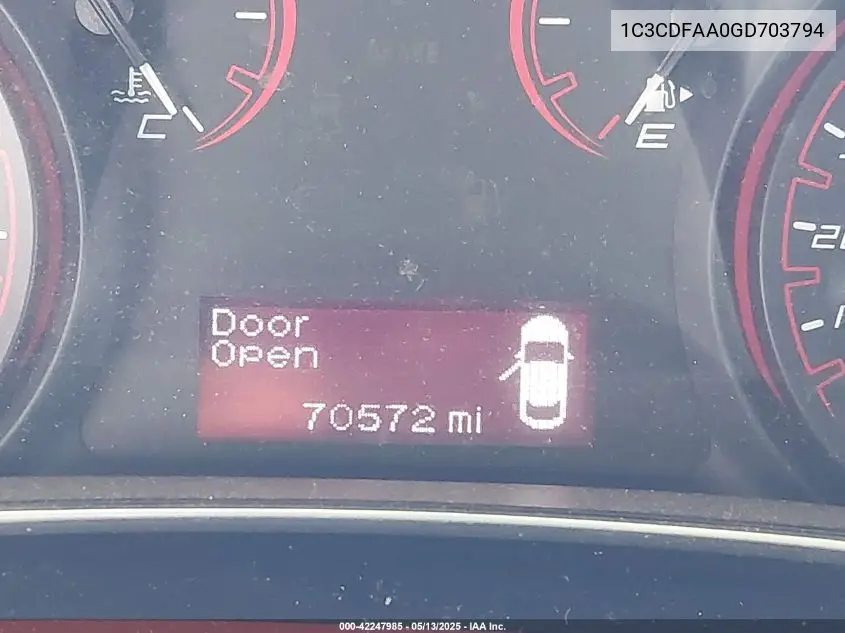 1C3CDFAA0GD703794
C
E
Door
Open
70572 mi
000-42247985 - 05/13/2025 - IAA Inc.